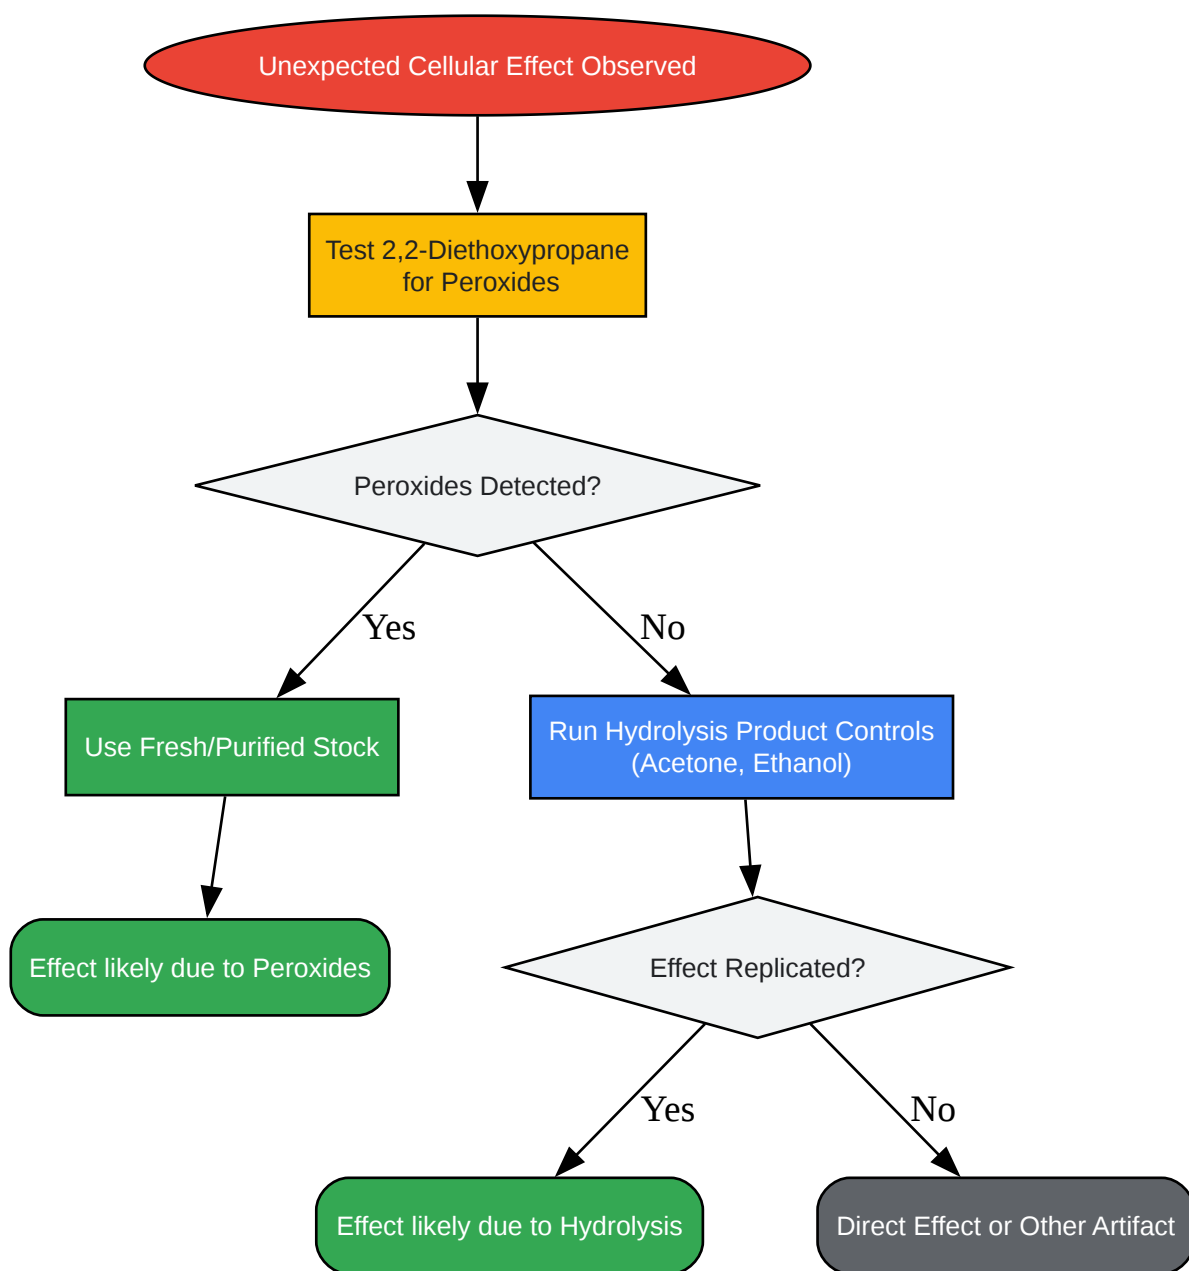 Unexpected Cellular Effect Observed
Test 2,2-Diethoxypropane
for Peroxides
Peroxides Detected?
Yes
No
Use Fresh/Purified Stock
Run Hydrolysis Product Controls
(Acetone, Ethanol)
Effect likely due to Peroxides
Effect Replicated?
Yes
No
Effect likely due to Hydrolysis
Direct Effect or Other Artifact